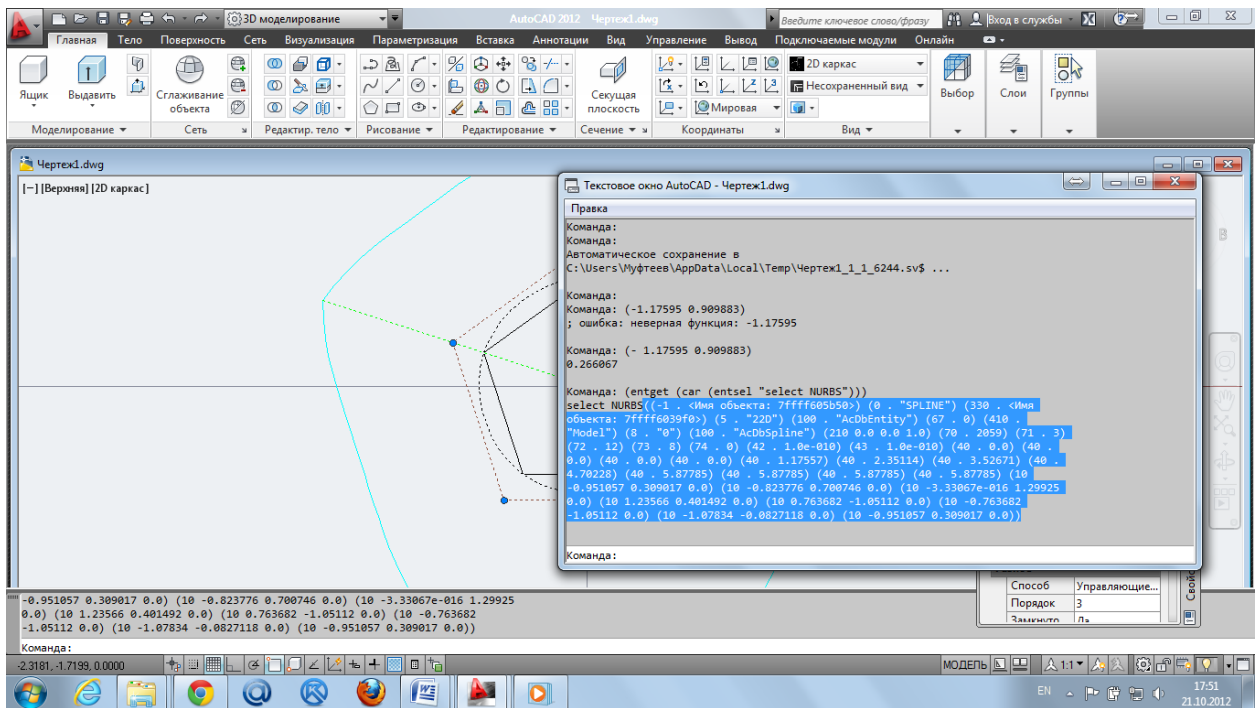 3D моделирование
AutoCAD 2012 Чертеж1.dwg
Введите ключевое слово/фразу
Вход в службы
Главная Тело Поверхность Сеть Визуализация Параметризация Вставка Аннотации Вид Управление Вывод Подключаемые модули Онлайн
Ящик
Выдавить
Сглаживание объекта
Секущая плоскость
Мировая
2D каркас
Несохраненный вид
Выбор
Слои
Группы
Моделирование
Сеть
Редактир. тело
Рисование
Редактирование
Сечение
Координаты
Вид
Чертеж1.dwg
[−] [Верхняя] [2D каркас]
Текстовое окно AutoCAD - Чертеж1.dwg
Правка
Команда:
Команда:
Автоматическое сохранение в
C:\Users\Муфтеев\AppData\Local\Temp\Чертеж1_1_1_6244.sv$ ...
Команда:
Команда: (-1.17595 0.909883)
; ошибка: неверная функция: -1.17595
Команда: (- 1.17595 0.909883)
0.266067
Команда: (entget (car (entsel "select NURBS")))
select NURBS((-1 . <Имя объекта: 7ffff605b50>) (0 . "SPLINE") (330 . <Имя
объекта: 7ffff6039f0>) (5 . "22D") (100 . "AcDbEntity") (67 . 0) (410 .
"Model") (8 . "0") (100 . "AcDbSpline") (210 0.0 0.0 1.0) (70 . 2059) (71 . 3)
(72 . 12) (73 . 8) (74 . 0) (42 . 1.0e-010) (43 . 1.0e-010) (40 . 0.0) (40 .
0.0) (40 . 0.0) (40 . 0.0) (40 . 1.17557) (40 . 2.35114) (40 . 3.52671) (40 .
4.70228) (40 . 5.87785) (40 . 5.87785) (40 . 5.87785) (40 . 5.87785) (10
-0.951057 0.309017 0.0) (10 -0.823776 0.700746 0.0) (10 -3.33067e-016 1.29925
0.0) (10 1.23566 0.401492 0.0) (10 0.763682 -1.05112 0.0) (10 -0.763682
-1.05112 0.0) (10 -1.07834 -0.0827118 0.0) (10 -0.951057 0.309017 0.0))
Команда:
В
Способ Управляющие...
Порядок 3
Замкнуто Да
-0.951057 0.309017 0.0) (10 -0.823776 0.700746 0.0) (10 -3.33067e-016 1.29925
0.0) (10 1.23566 0.401492 0.0) (10 0.763682 -1.05112 0.0) (10 -0.763682
-1.05112 0.0) (10 -1.07834 -0.0827118 0.0) (10 -0.951057 0.309017 0.0))
Команда:
-2.3181, -1.7199, 0.0000
МОДЕЛЬ
1:1
EN
17:51
21.10.2012